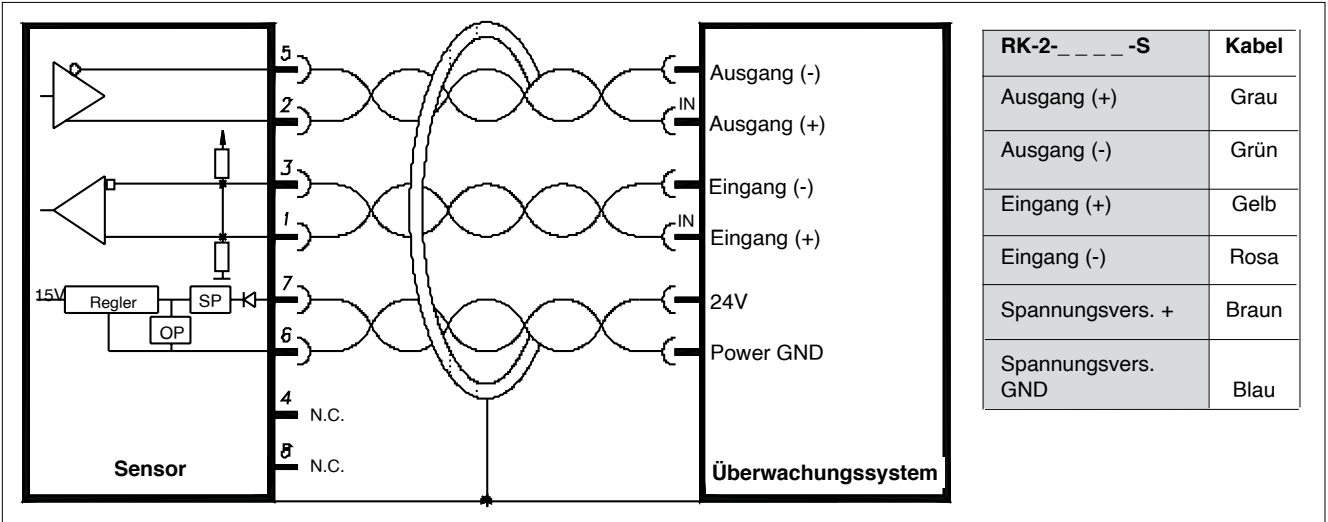 5
Ausgang (-)
2
IN
Ausgang (+)
3
Eingang (-)
1
IN
Eingang (+)
15V
Regler
SP
7
24V
OP
6
Power GND
4
N.C.
N.C.
Sensor
Überwachungssystem
RK-2-_ _ _ _ -S Kabel
Ausgang (+) Grau
Ausgang (-) Grün
Eingang (+) Gelb
Eingang (-) Rosa
Spannungsvers. + Braun
Spannungsvers.
GND Blau